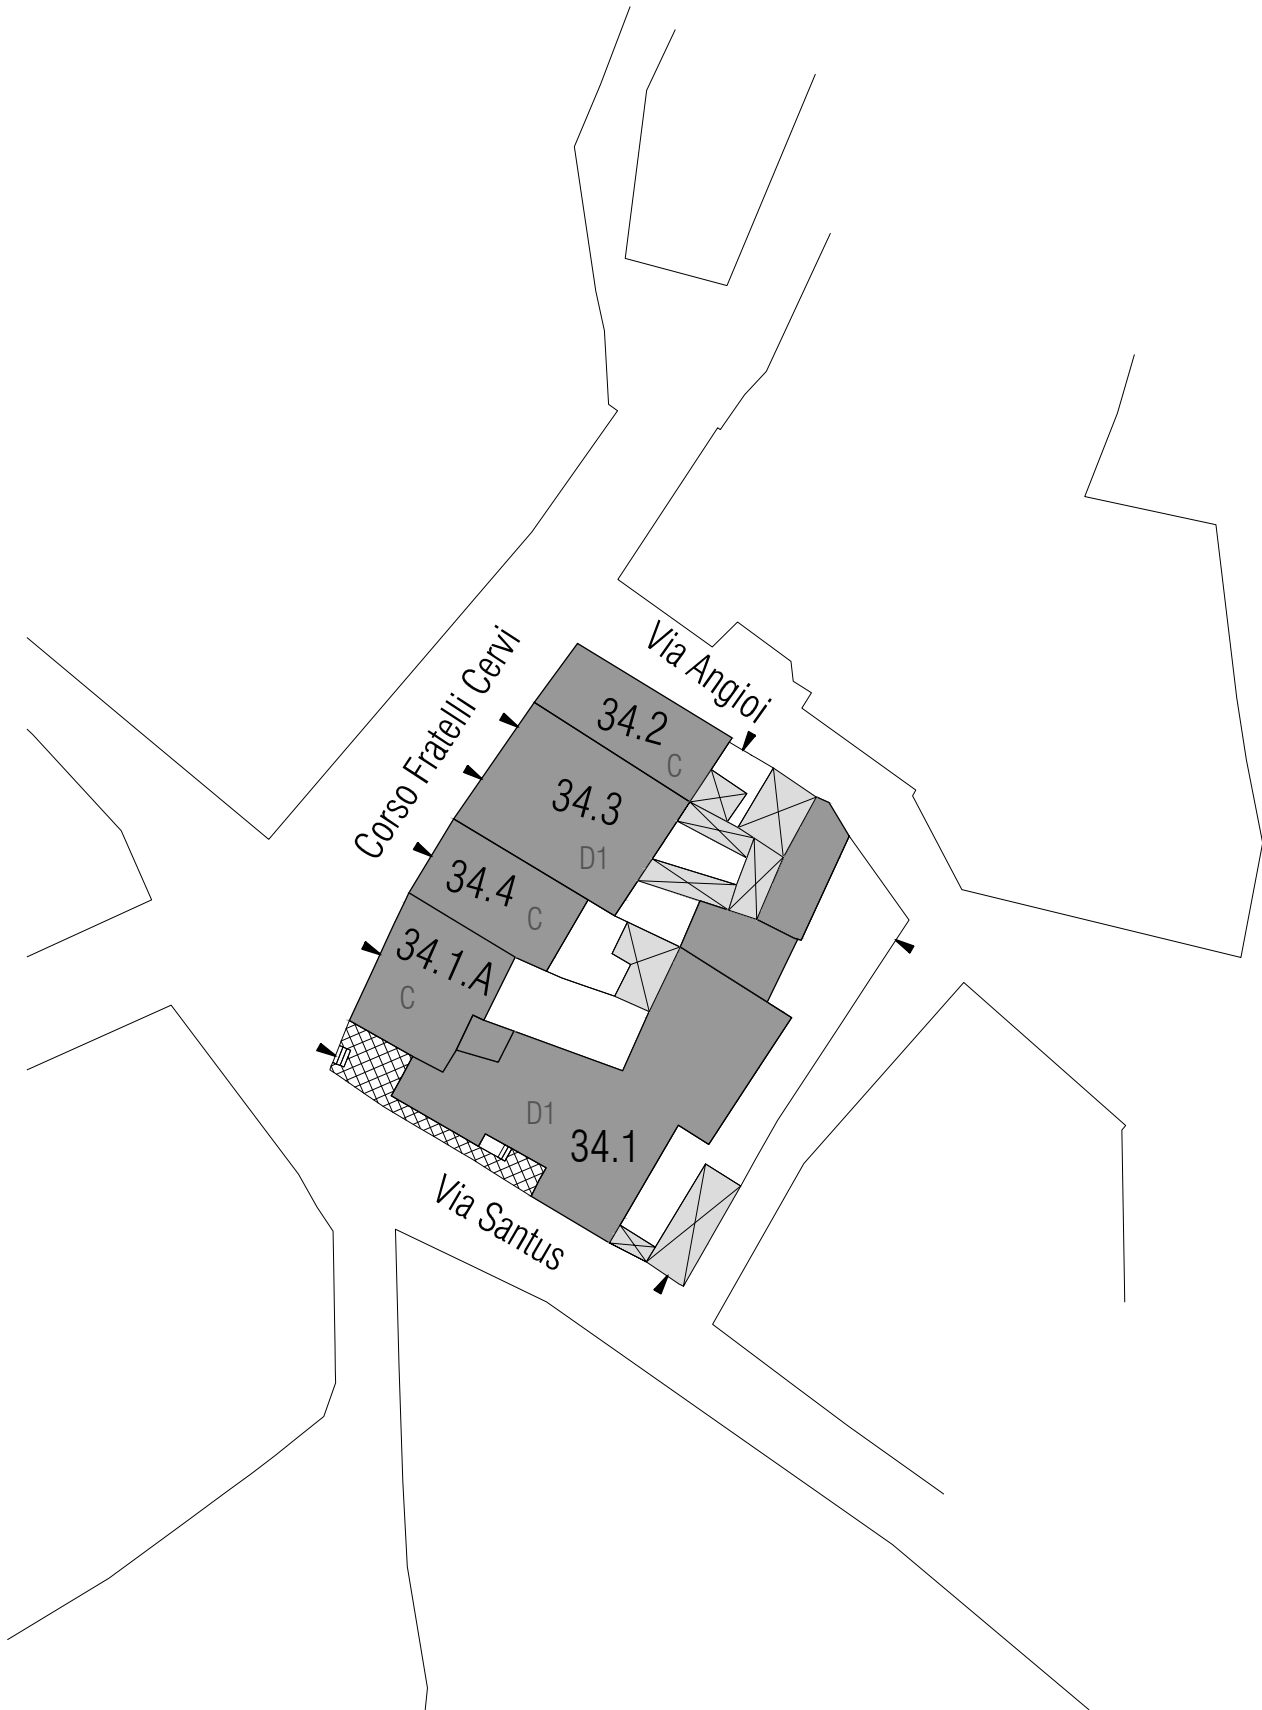 Via Angioi
Corso Fratelli Cervi
34.2
C
34.3
D1
34.4
C
34.1.A
C
D1
34.1
Via Santus